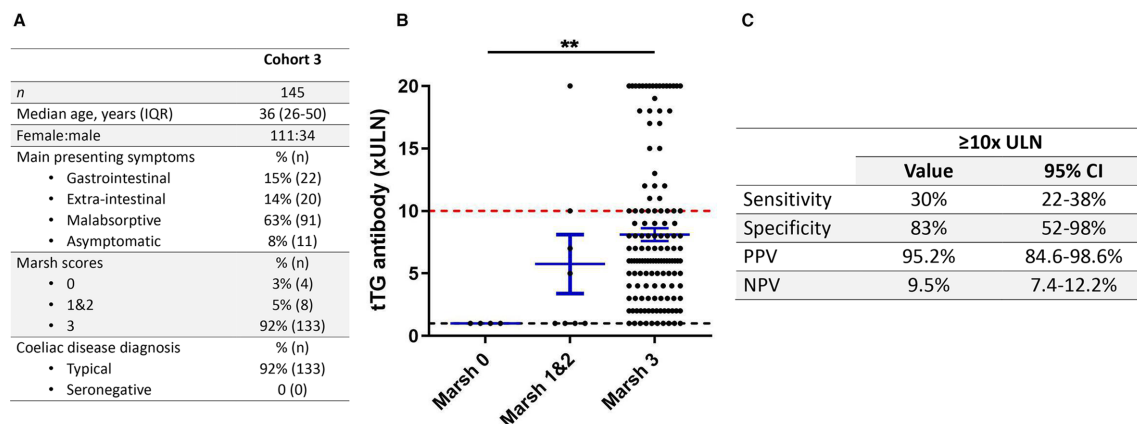 A
Cohort 3
n 145
Median age, years (IQR) 36 (26-50)
Female:male 111:34
Main presenting symptoms % (n)
• Gastrointestinal 15% (22)
• Extra-intestinal 14% (20)
• Malabsorptive 63% (91)
• Asymptomatic 8% (11)
Marsh scores % (n)
• 0 3% (4)
• 1&2 5% (8)
• 3 92% (133)
Coeliac disease diagnosis % (n)
• Typical 92% (133)
• Seronegative 0 (0)
B
**
tTG antibody (xULN)
20
15
10
5
0
Marsh 0
Marsh 1&2
Marsh 3
C
≥10x ULN
Value 95% CI
Sensitivity 30% 22-38%
Specificity 83% 52-98%
PPV 95.2% 84.6-98.6%
NPV 9.5% 7.4-12.2%